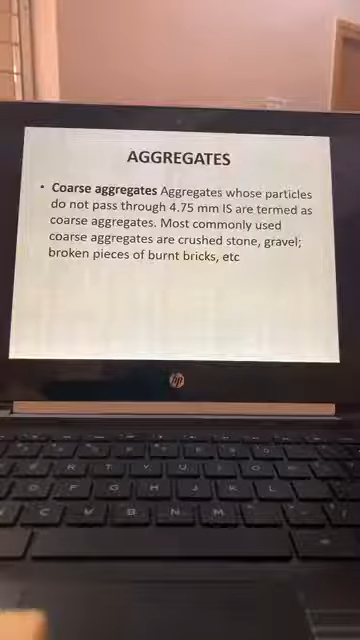 AGGREGATES
• Coarse aggregates Aggregates whose particles
do not pass through 4.75 mm IS are termed as
coarse aggregates. Most commonly used
coarse aggregates are crushed stone, gravel;
broken pieces of burnt bricks, etc
hp
R T Y U I O
D F G H J K L
C V B N M